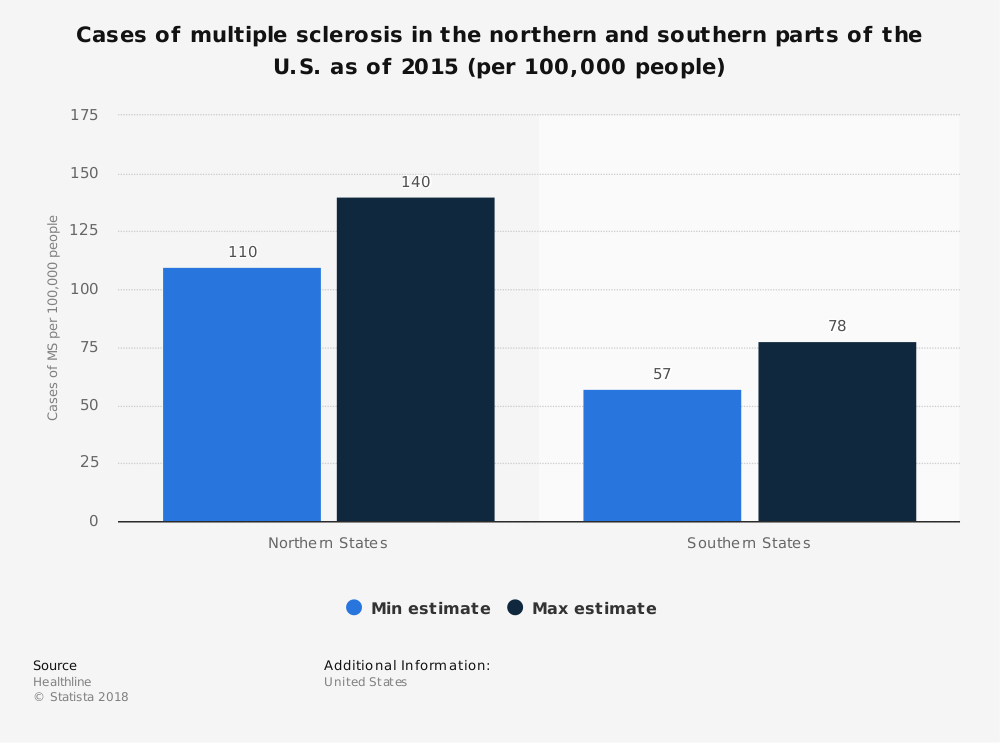 Cases of multiple sclerosis in the northern and southern parts of the
U.S. as of 2015 (per 100,000 people)
Cases of MS per 100,000 people
175
150
125
100
75
50
25
0
110
140
57
78
Northern States
Southern States
Min estimate
Max estimate
Source
Healthline
© Statista 2018
Additional Information:
United States